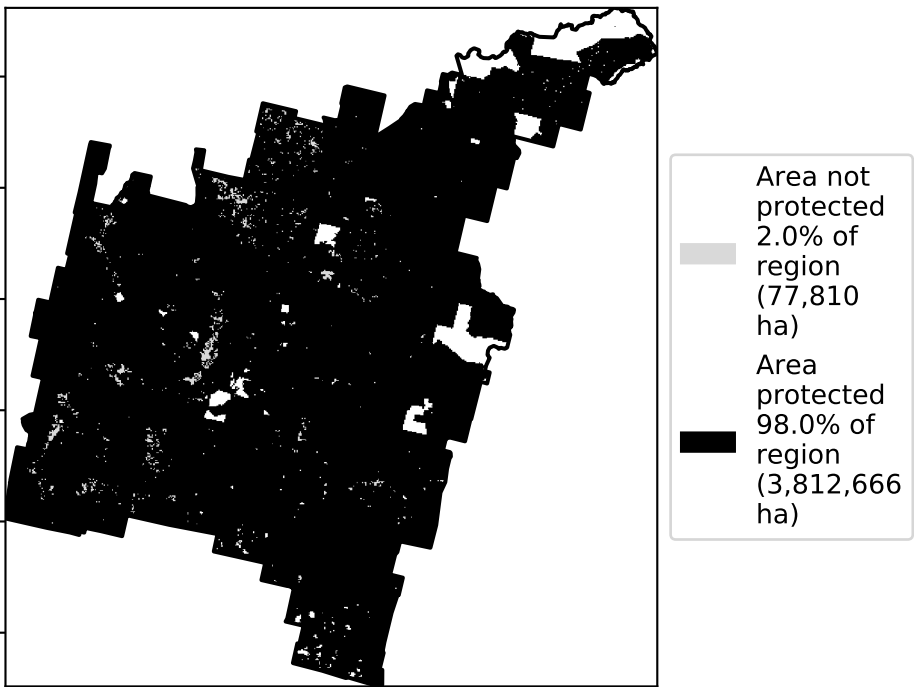 Area not
protected
2.0% of
region
(77,810
ha)
Area
protected
98.0% of
region
(3,812,666
ha)